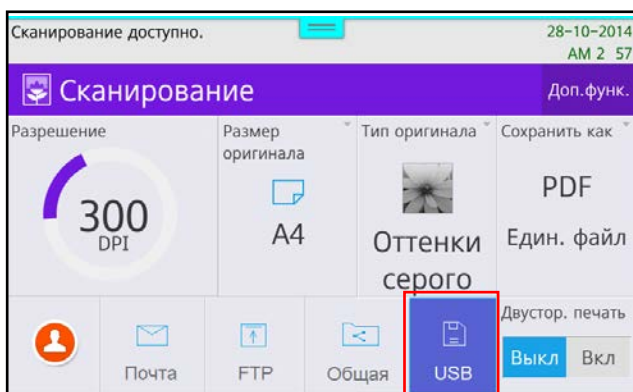 Сканирование доступно.
28-10-2014
AM 2 57
Сканирование
Доп.функ.
Разрешение
300
DPI
Размер
оригинала
A4
Тип оригинала
Оттенки
серого
Сохранить как
PDF
Един. файл
Почта
FTP
Общая
USB
Двустор. печать
Выкл
Вкл